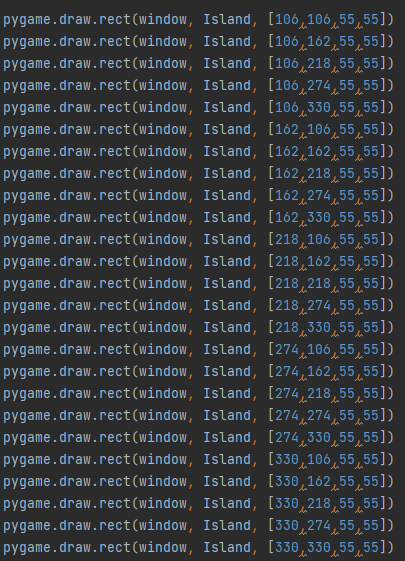 pygame.draw.rect(window, Island, [106,106,55,55])
pygame.draw.rect(window, Island, [106,162,55,55])
pygame.draw.rect(window, Island, [106,218,55,55])
pygame.draw.rect(window, Island, [106,274,55,55])
pygame.draw.rect(window, Island, [106,330,55,55])
pygame.draw.rect(window, Island, [162,106,55,55])
pygame.draw.rect(window, Island, [162,162,55,55])
pygame.draw.rect(window, Island, [162,218,55,55])
pygame.draw.rect(window, Island, [162,274,55,55])
pygame.draw.rect(window, Island, [162,330,55,55])
pygame.draw.rect(window, Island, [218,106,55,55])
pygame.draw.rect(window, Island, [218,162,55,55])
pygame.draw.rect(window, Island, [218,218,55,55])
pygame.draw.rect(window, Island, [218,274,55,55])
pygame.draw.rect(window, Island, [218,330,55,55])
pygame.draw.rect(window, Island, [274,106,55,55])
pygame.draw.rect(window, Island, [274,162,55,55])
pygame.draw.rect(window, Island, [274,218,55,55])
pygame.draw.rect(window, Island, [274,274,55,55])
pygame.draw.rect(window, Island, [274,330,55,55])
pygame.draw.rect(window, Island, [330,106,55,55])
pygame.draw.rect(window, Island, [330,162,55,55])
pygame.draw.rect(window, Island, [330,218,55,55])
pygame.draw.rect(window, Island, [330,274,55,55])
pygame.draw.rect(window, Island, [330,330,55,55])